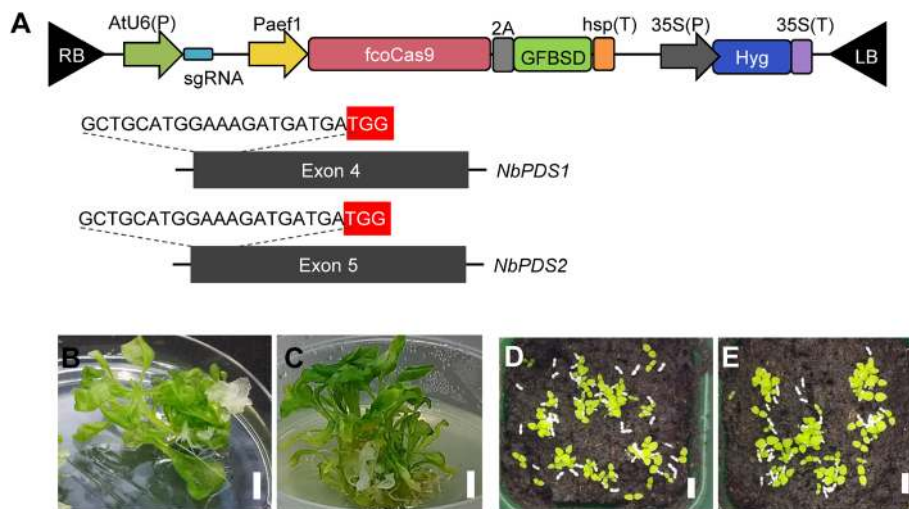 A
AtU6(P) Paef1 2A hsp(T) 35S(P) 35S(T)
RB fcoCas9 GFBSD Hyg LB
sgRNA
GCTGCATGGAAAGATGATGATGG
Exon 4 NbPDS1
GCTGCATGGAAAGATGATGATGG
Exon 5 NbPDS2
B C D E